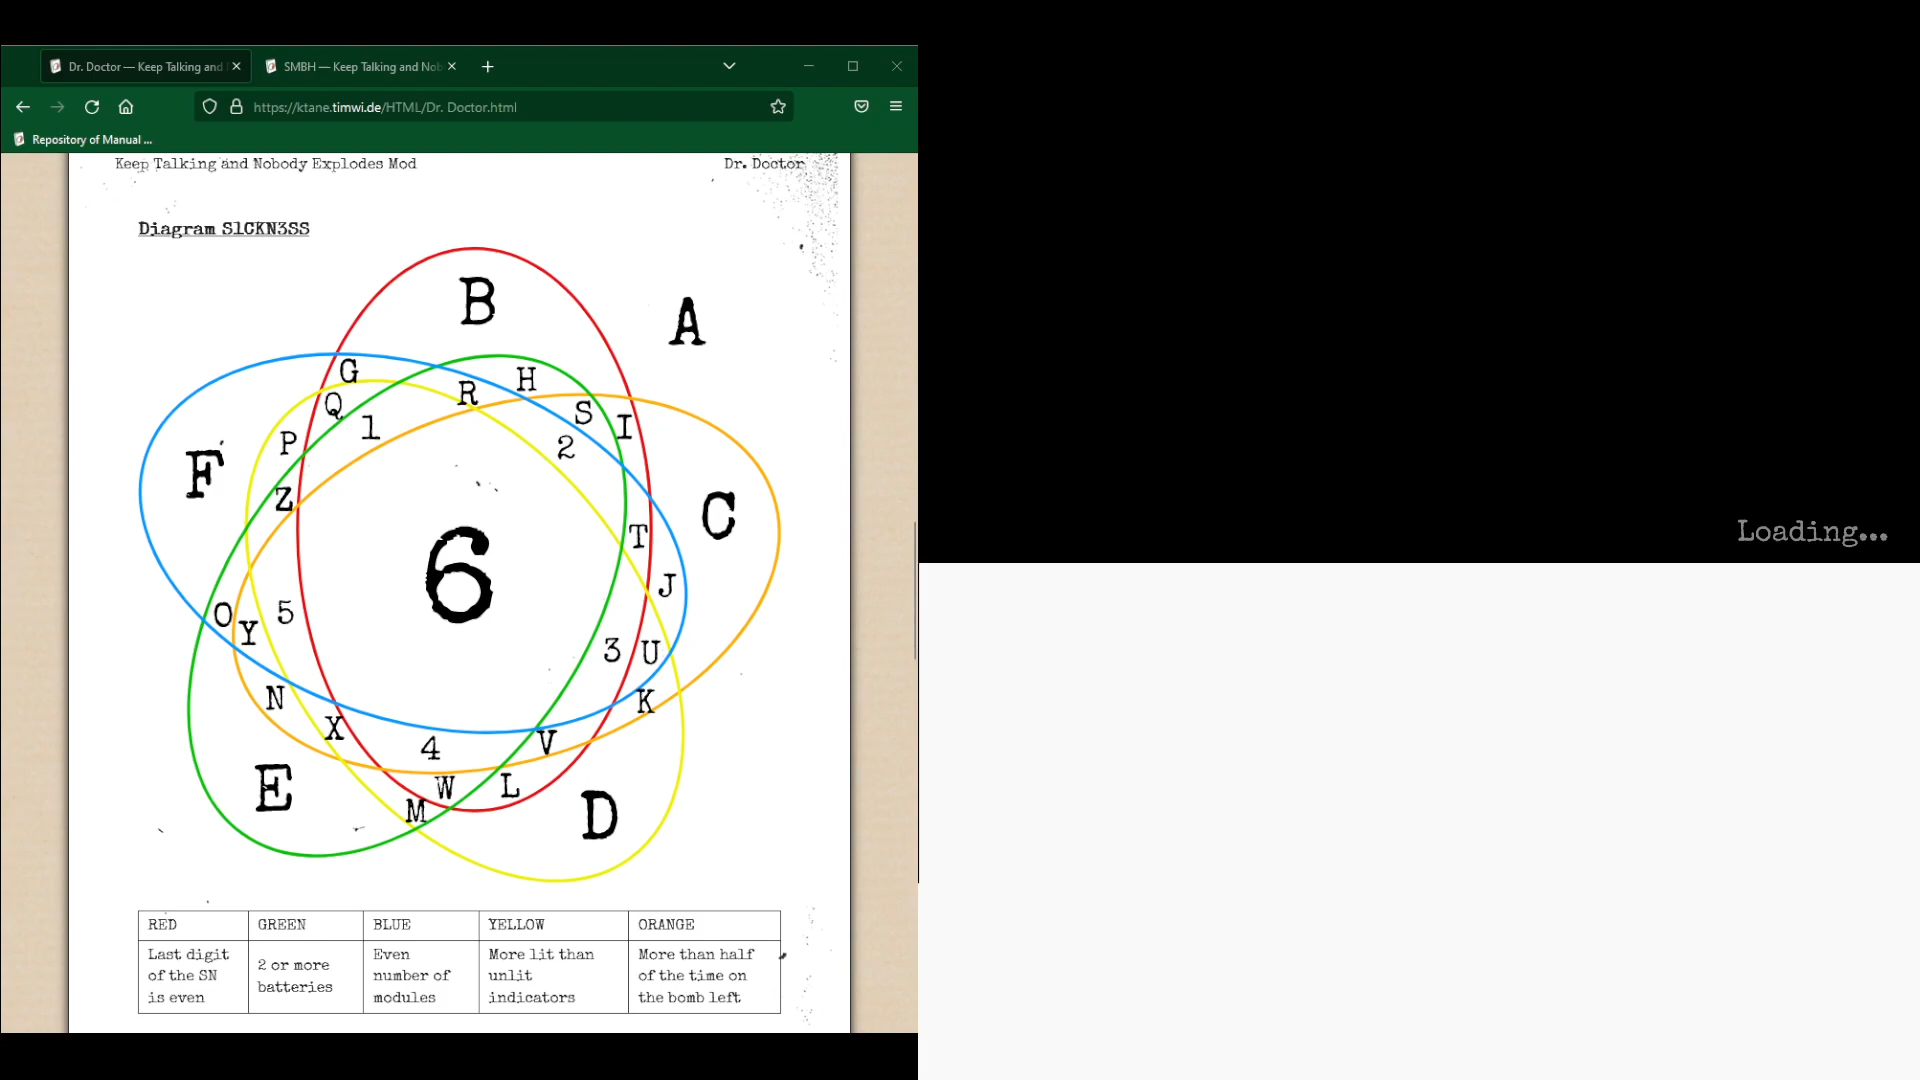 Dr. Doctor — Keep Talking and
SMBH — Keep Talking and Nob
https://ktane.timwi.de/HTML/Dr. Doctor.html
Repository of Manual ...
Keep Talking and Nobody Explodes Mod
Dr. Doctor
Diagram S1CKN3SS
B
A
G
H
R
Q
S
I
1
2
P
F
Z
C
T
6
J
O
5
Y
3
U
N
K
X
4
V
E
W
L
M
D
RED
GREEN
BLUE
YELLOW
ORANGE
Last digit
of the SN
is even
2 or more
batteries
Even
number of
modules
More lit than
unlit
indicators
More than half
of the time on
the bomb left
Loading...